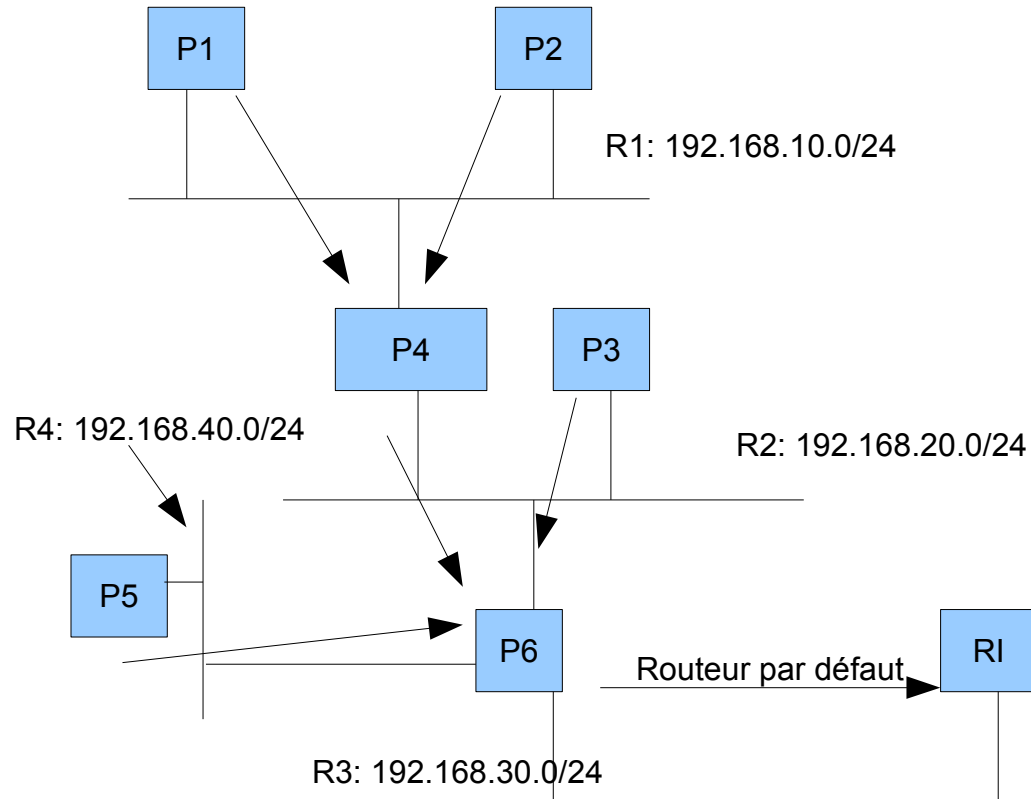 P1
P2
R1: 192.168.10.0/24
P4
P3
R4: 192.168.40.0/24
R2: 192.168.20.0/24
P5
P6
Routeur par défaut
RI
R3: 192.168.30.0/24